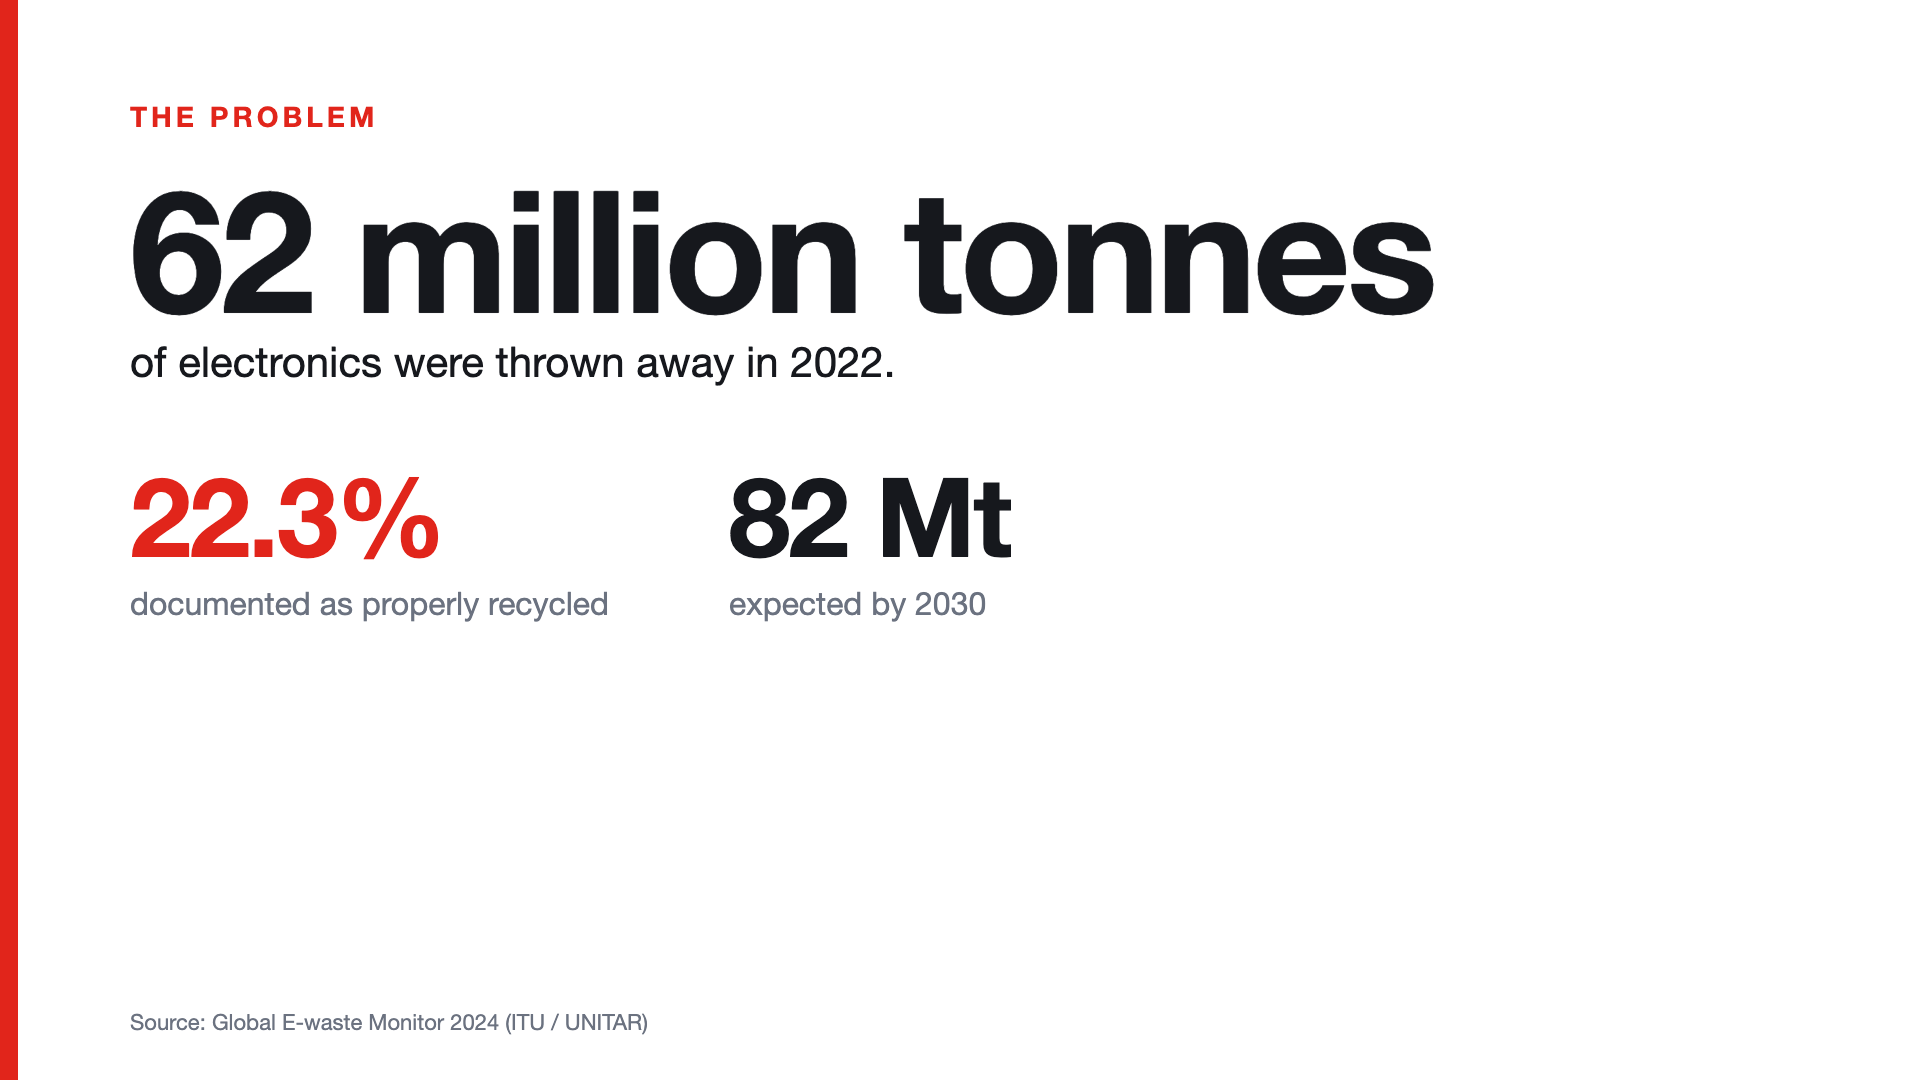 THE PROBLEM
62 million tonnes
of electronics were thrown away in 2022.
22.3%
documented as properly recycled
82 Mt
expected by 2030
Source: Global E-waste Monitor 2024 (ITU / UNITAR)